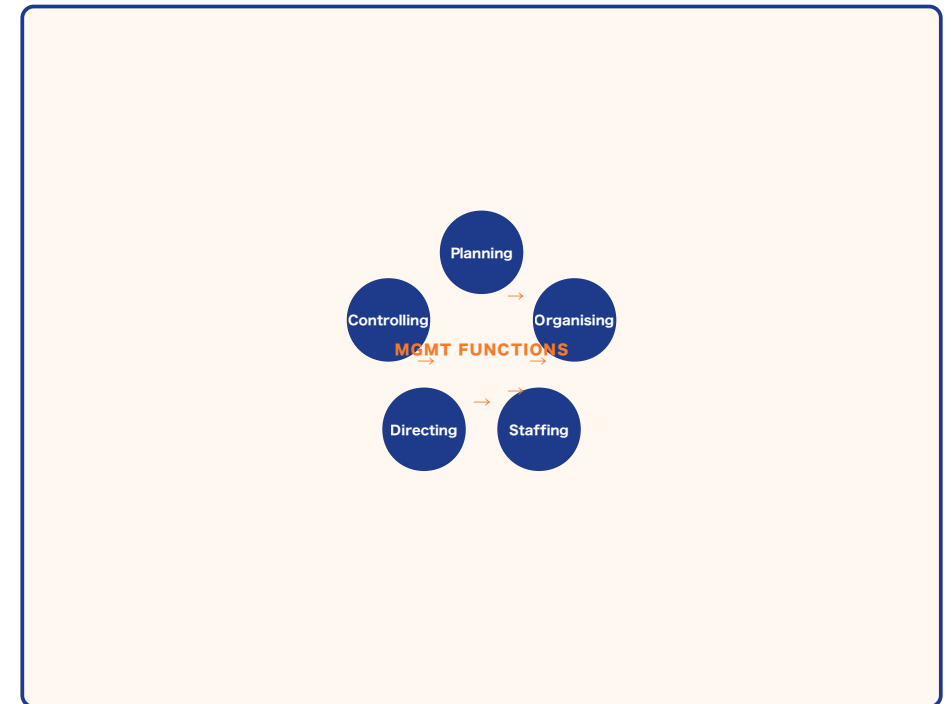 Planning
Controlling
Organising
MGMT FUNCTIONS
Directing
Staffing